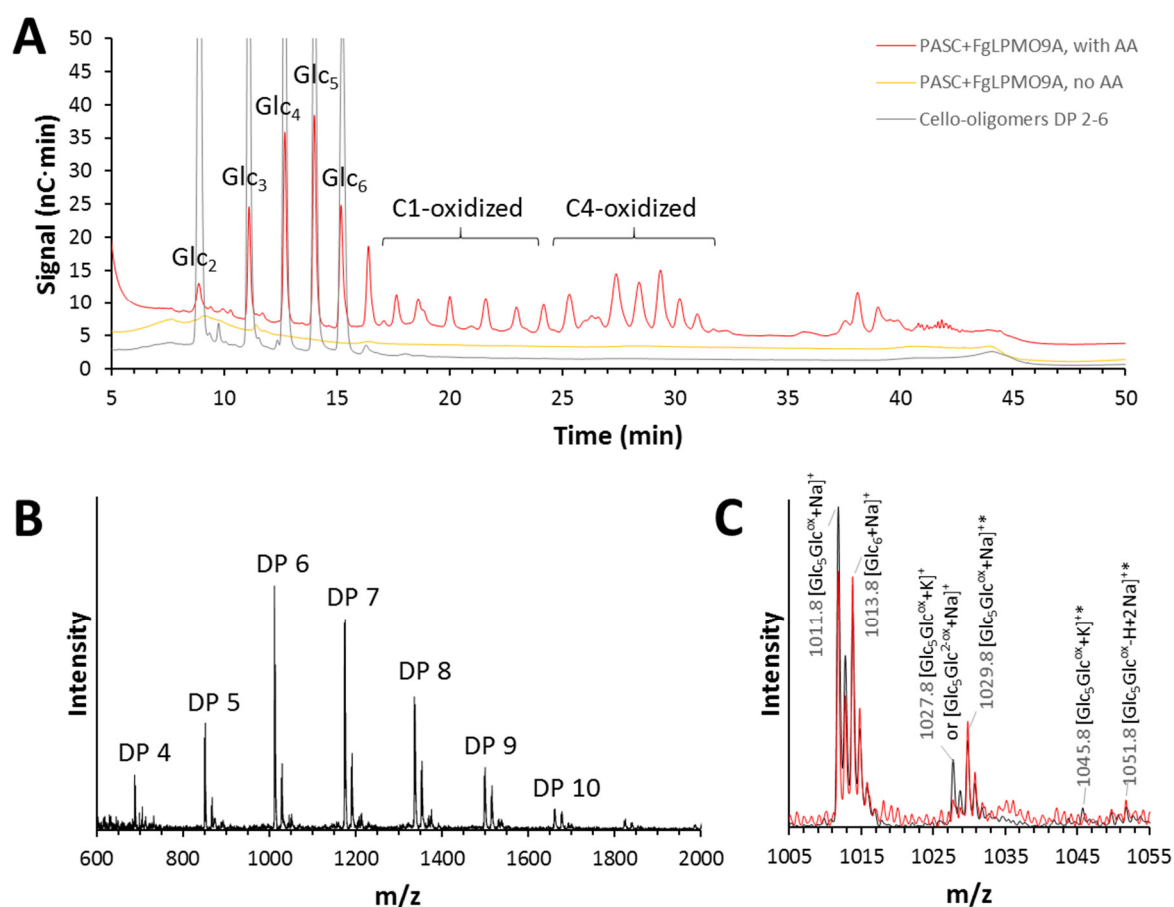 A
Signal (nC·min)
50
45
40
35
30
25
20
15
10
5
0
Glc₂
Glc₃
Glc₄
Glc₅
Glc₆
C1-oxidized
C4-oxidized
PASC+FgLPMO9A, with AA
PASC+FgLPMO9A, no AA
Cello-oligomers DP 2-6
5 10 15 20 25 30 35 40 45 50
Time (min)
B
Intensity
DP 4
DP 5
DP 6
DP 7
DP 8
DP 9
DP 10
600 800 1000 1200 1400 1600 1800 2000
m/z
C
Intensity
1011.8 [Glc₅Glcᵒˣ+Na]⁺
1013.8 [Glc₆+Na]⁺
1027.8 [Glc₅Glcᵒˣ+K]⁺
or [Glc₅Glc²⁻ᵒˣ+Na]⁺
1029.8 [Glc₅Glcᵒˣ+Na]⁺*
1045.8 [Glc₅Glcᵒˣ+K]⁺*
1051.8 [Glc₅Glcᵒˣ-H+2Na]⁺*
1005 1015 1025 1035 1045 1055
m/z